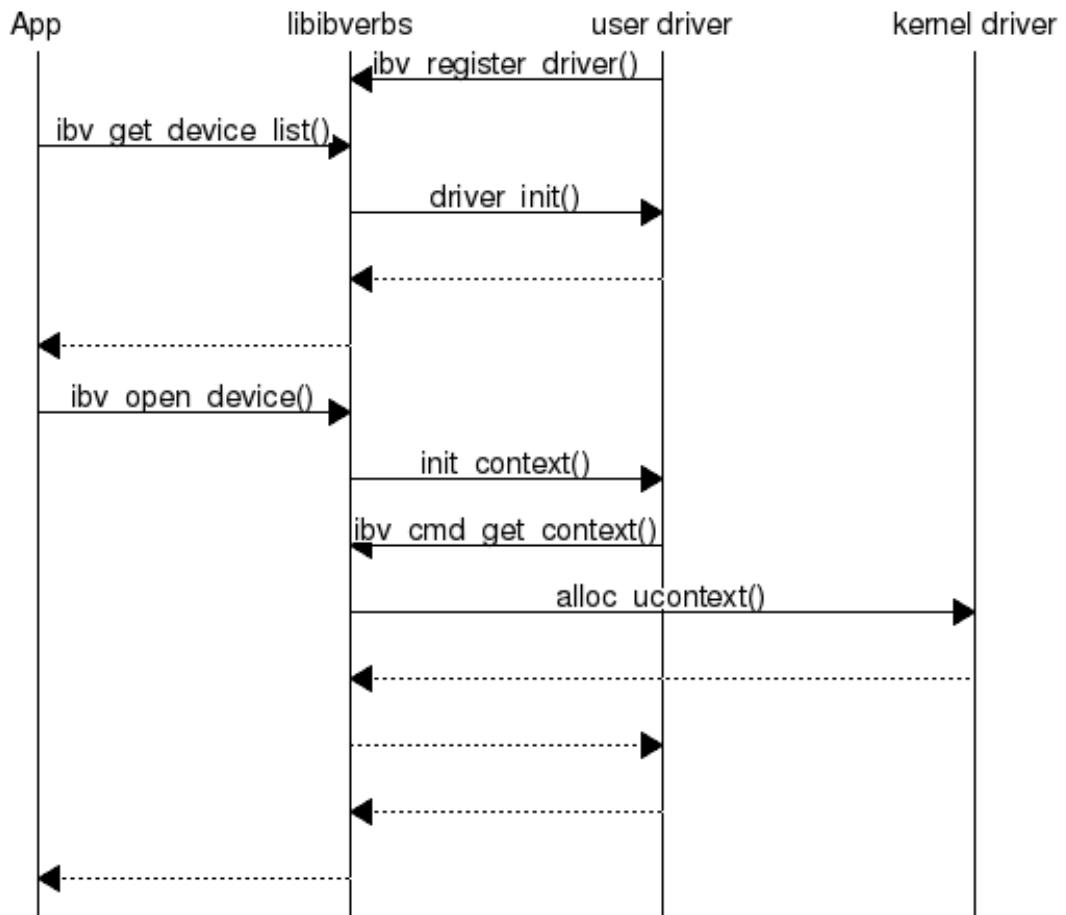 App libibverbs user driver kernel driver
ibv_register_driver()
ibv_get_device_list()
driver_init()
ibv_open_device()
init_context()
ibv_cmd_get_context()
alloc_ucontext()